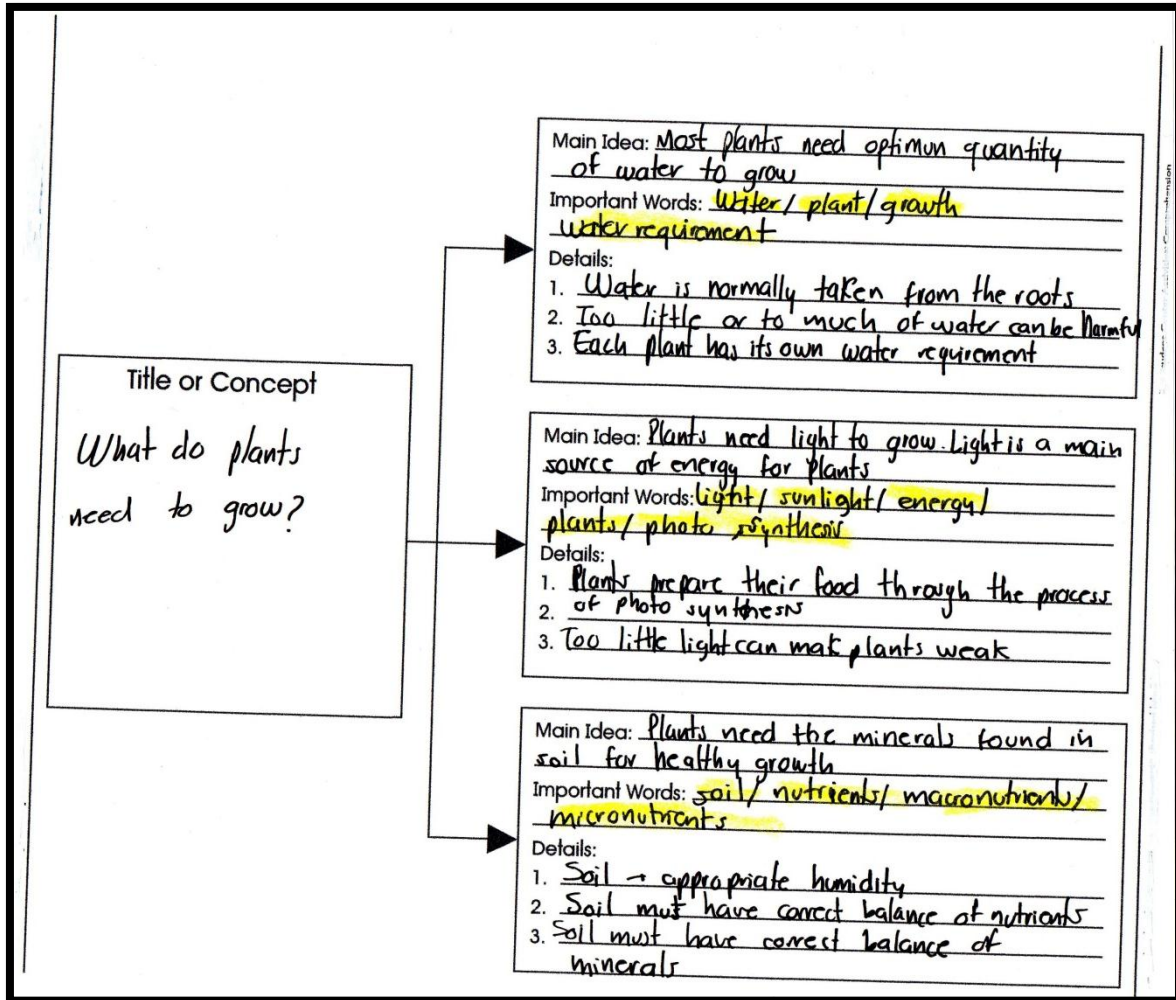 Title or Concept
What do plants
need to grow?
Main Idea: Most plants need optimun quantity
of water to grow
Important Words: Water/ plant/ growth
water requirement
Details:
1. Water is normally taken from the roots
2. Too little or to much of water can be harmful
3. Each plant has its own water requirement
Main Idea: Plants need light to grow. Light is a main
source of energy for plants
Important Words: light/ sunlight/ energy/
plants/ photo synthesis
Details:
1. Plants prepare their food through the process
2. of photo synthesis
3. Too little light can mak plants weak
Main Idea: Plants need the minerals found in
soil for healthy growth
Important Words: soil/ nutrients/ macronutrients/
micronutrients
Details:
1. Soil → appropriate humidity
2. Soil must have correct balance of nutrients
3. Soil must have correct balance of
minerals